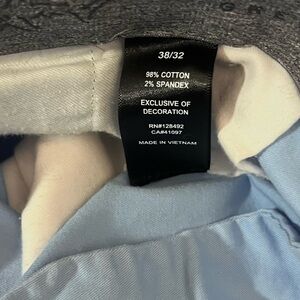 38/32
98% COTTON
2% SPANDEX
EXCLUSIVE OF
DECORATION
RN#128492
CA#41097
MADE IN VIETNAM